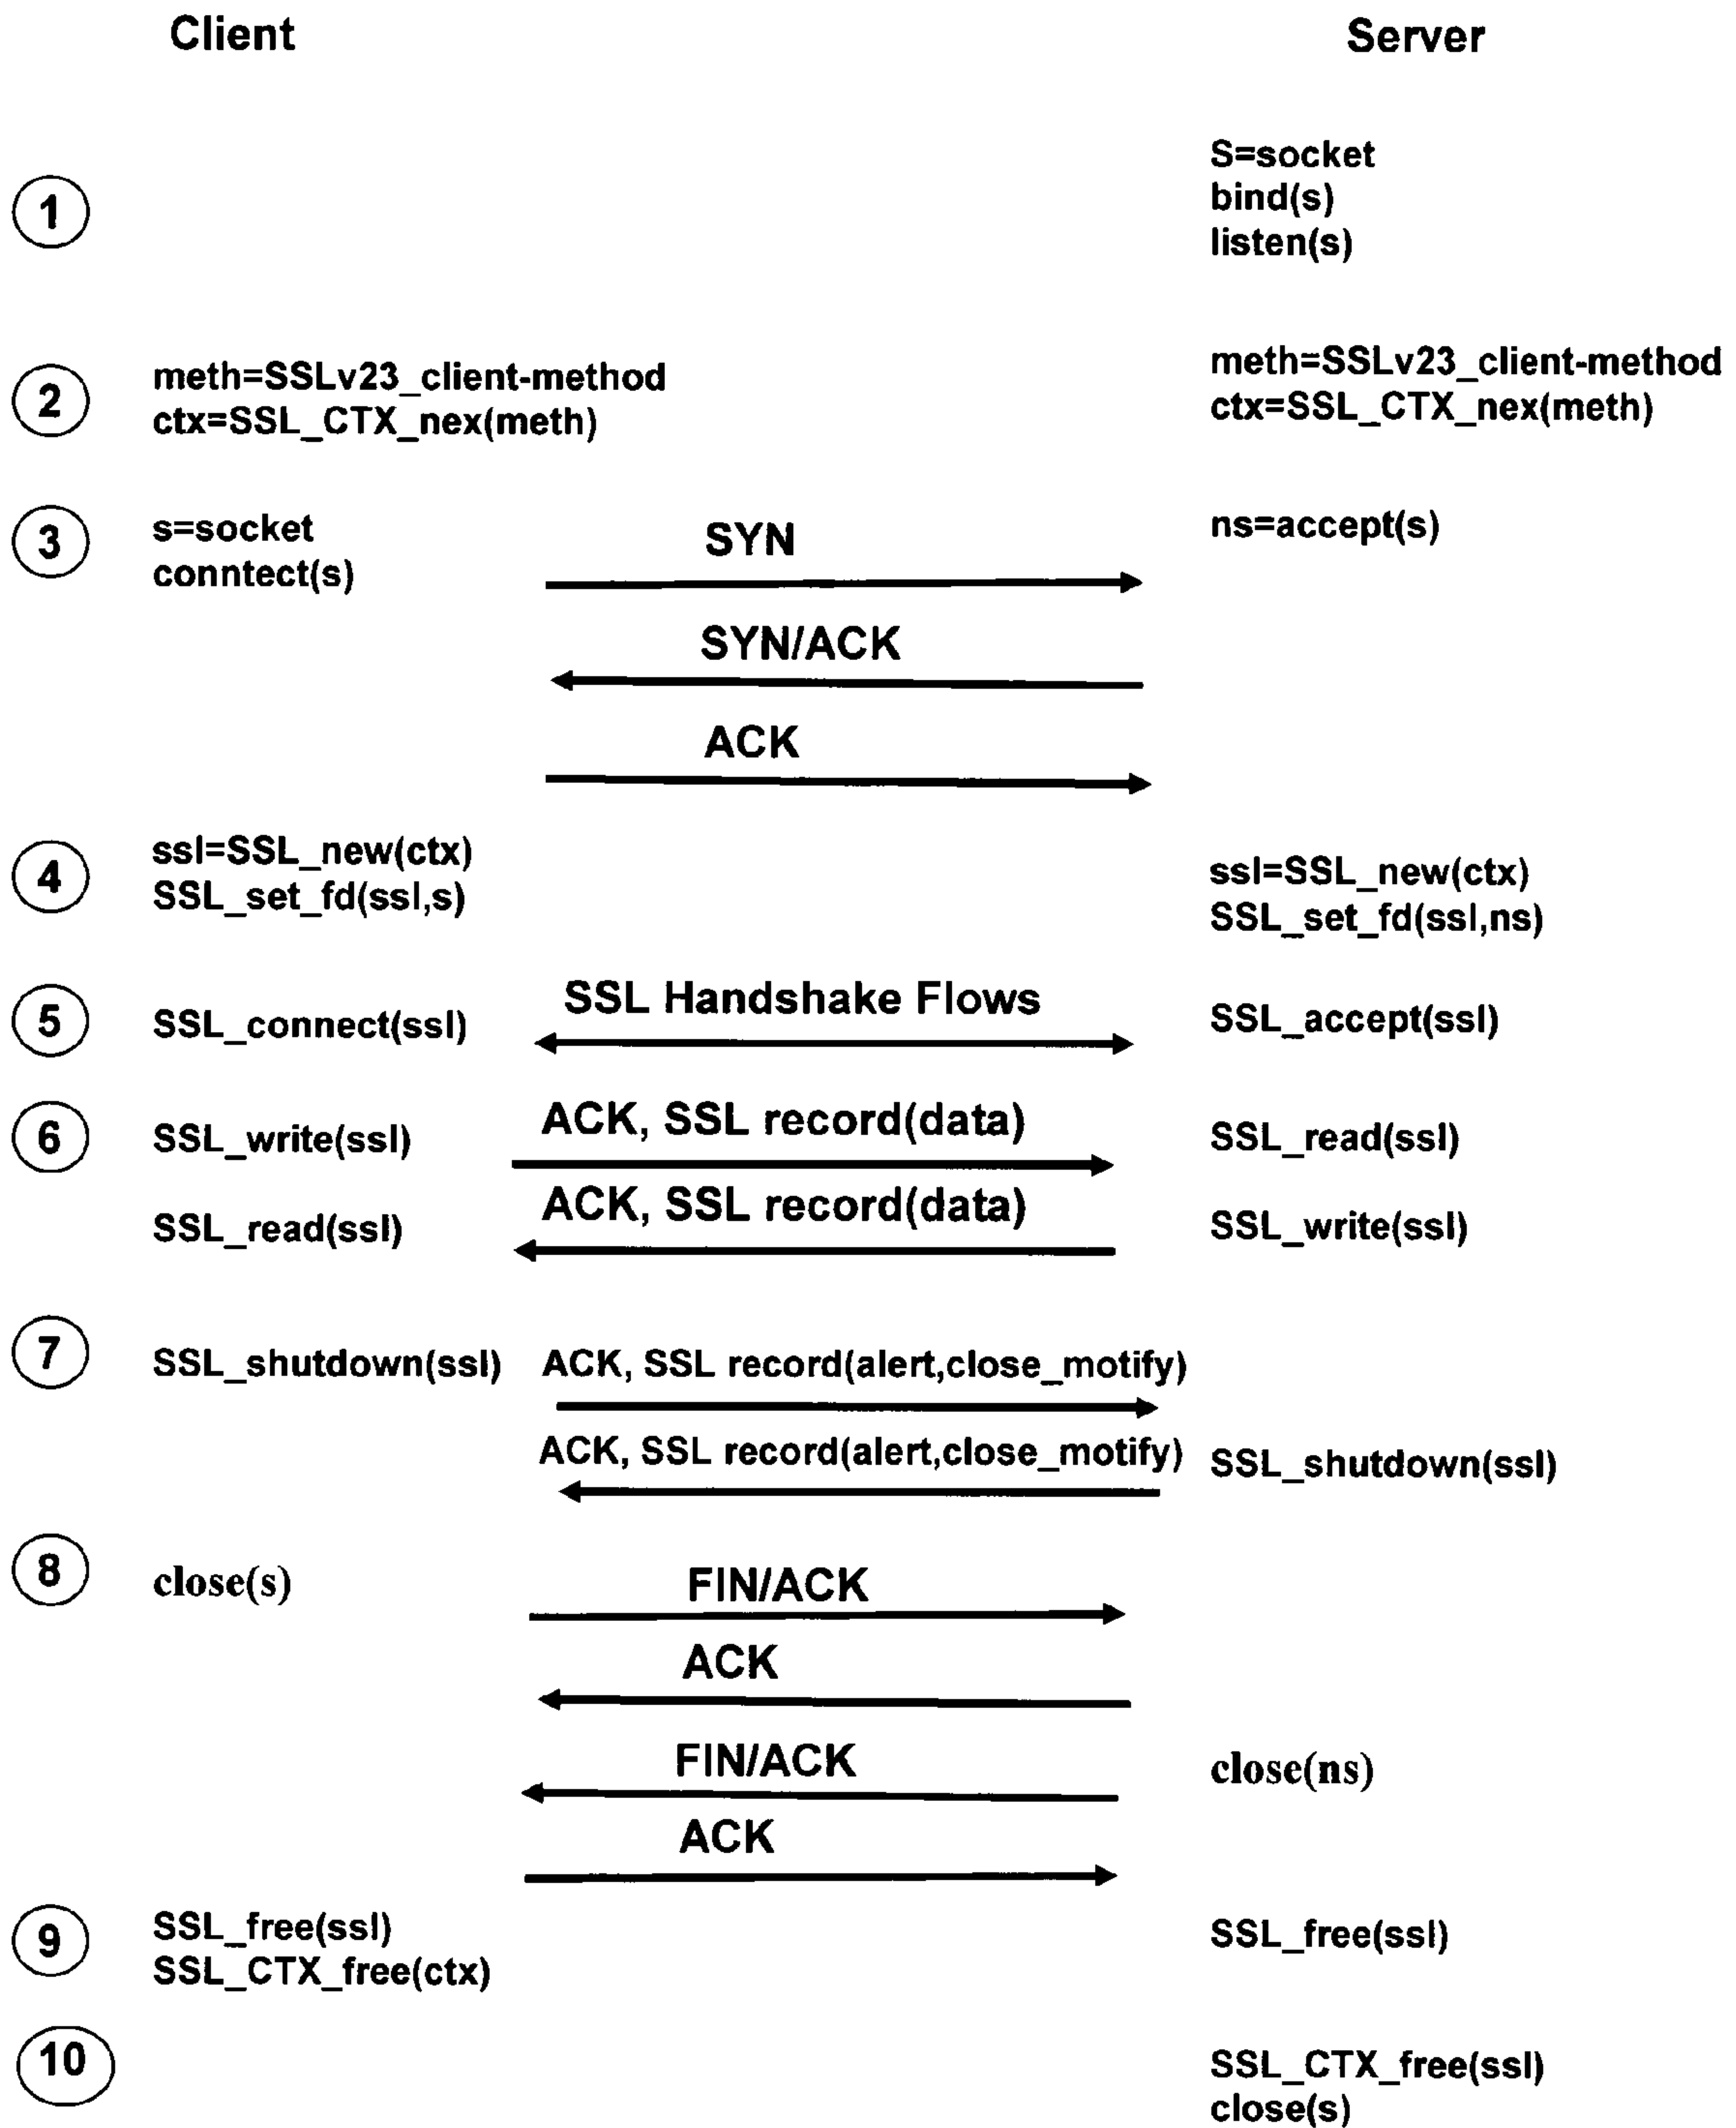 Client
Server
1
S=socket
bind(s)
listen(s)
2
meth=SSLv23_client-method
ctx=SSL_CTX_nex(meth)
meth=SSLv23_client-method
ctx=SSL_CTX_nex(meth)
3
s=socket
conntect(s)
SYN
ns=accept(s)
SYN/ACK
ACK
4
ssl=SSL_new(ctx)
SSL_set_fd(ssl,s)
ssl=SSL_new(ctx)
SSL_set_fd(ssl,ns)
5
SSL_connect(ssl)
SSL Handshake Flows
SSL_accept(ssl)
6
SSL_write(ssl)
ACK, SSL record(data)
SSL_read(ssl)
SSL_read(ssl)
ACK, SSL record(data)
SSL_write(ssl)
7
SSL_shutdown(ssl)
ACK, SSL record(alert,close_motify)
ACK, SSL record(alert,close_motify)
SSL_shutdown(ssl)
8
close(s)
FIN/ACK
ACK
FIN/ACK
close(ns)
ACK
9
SSL_free(ssl)
SSL_CTX_free(ctx)
SSL_free(ssl)
10
SSL_CTX_free(ssl)
close(s)